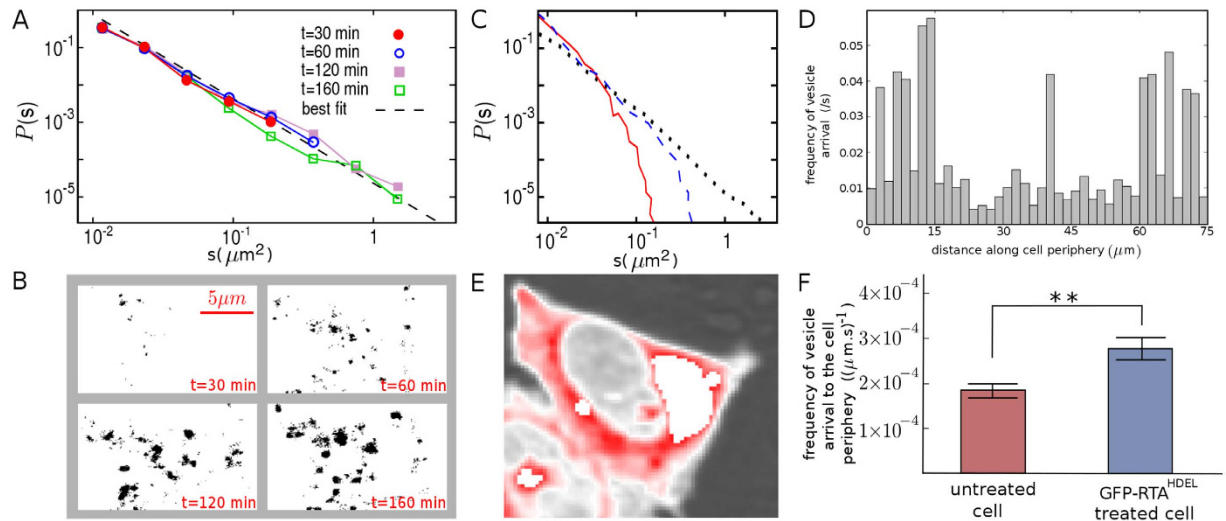 A
t=30 min
t=60 min
t=120 min
t=160 min
best fit
10⁻¹
10⁻³
10⁻⁵
P(s)
10⁻²
10⁻¹
1
s(μm²)
C
10⁻¹
10⁻³
10⁻⁵
P(s)
10⁻²
10⁻¹
1
s(μm²)
D
frequency of vesicle
arrival (/s)
0.05
0.04
0.03
0.02
0.01
0
0 15 30 45 60 75
distance along cell periphery (μm)
B
5μm
t=30 min
t=60 min
t=120 min
t=160 min
E
F
frequency of vesicle
arrival to the cell
periphery ((μm.s)⁻¹
4×10⁻⁴
3×10⁻⁴
2×10⁻⁴
1×10⁻⁴
**
untreated
cell
GFP-RTAᴴᴰᴱᴸ
treated cell